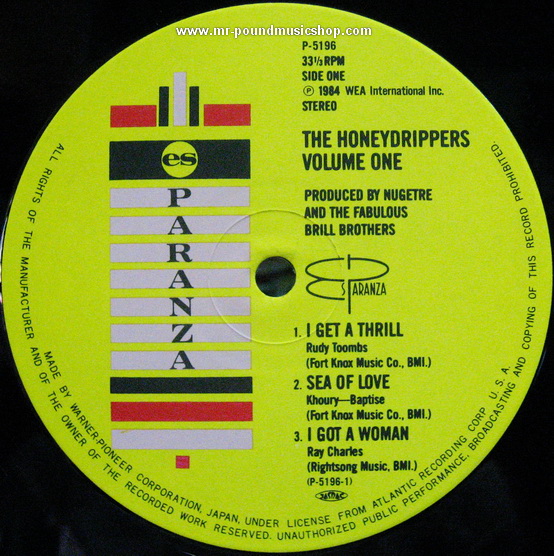 www.mr-poundmusicshop.com
P-5196
33⅓ RPM
SIDE ONE
Ⓟ 1984 WEA International Inc.
STEREO
THE HONEYDRIPPERS
VOLUME ONE
PRODUCED BY NUGETRE
AND THE FABULOUS
BRILL BROTHERS
es
PARANZA
ES PARANZA
1. I GET A THRILL
Rudy Toombs
(Fort Knox Music Co., BMI.)
2. SEA OF LOVE
Khoury—Baptise
(Fort Knox Music Co., BMI.)
3. I GOT A WOMAN
Ray Charles
(Rightsong Music, BMI.)
(P-5196-1)
JASRAC
MADE BY WARNER-PIONEER CORPORATION, JAPAN, UNDER LICENSE FROM ATLANTIC RECORDING CORP. U.S.A.
ALL RIGHTS OF THE MANUFACTURER AND OF THE OWNER OF THE RECORDED WORK RESERVED. UNAUTHORIZED PUBLIC PERFORMANCE, BROADCASTING AND COPYING OF THIS RECORD PROHIBITED.